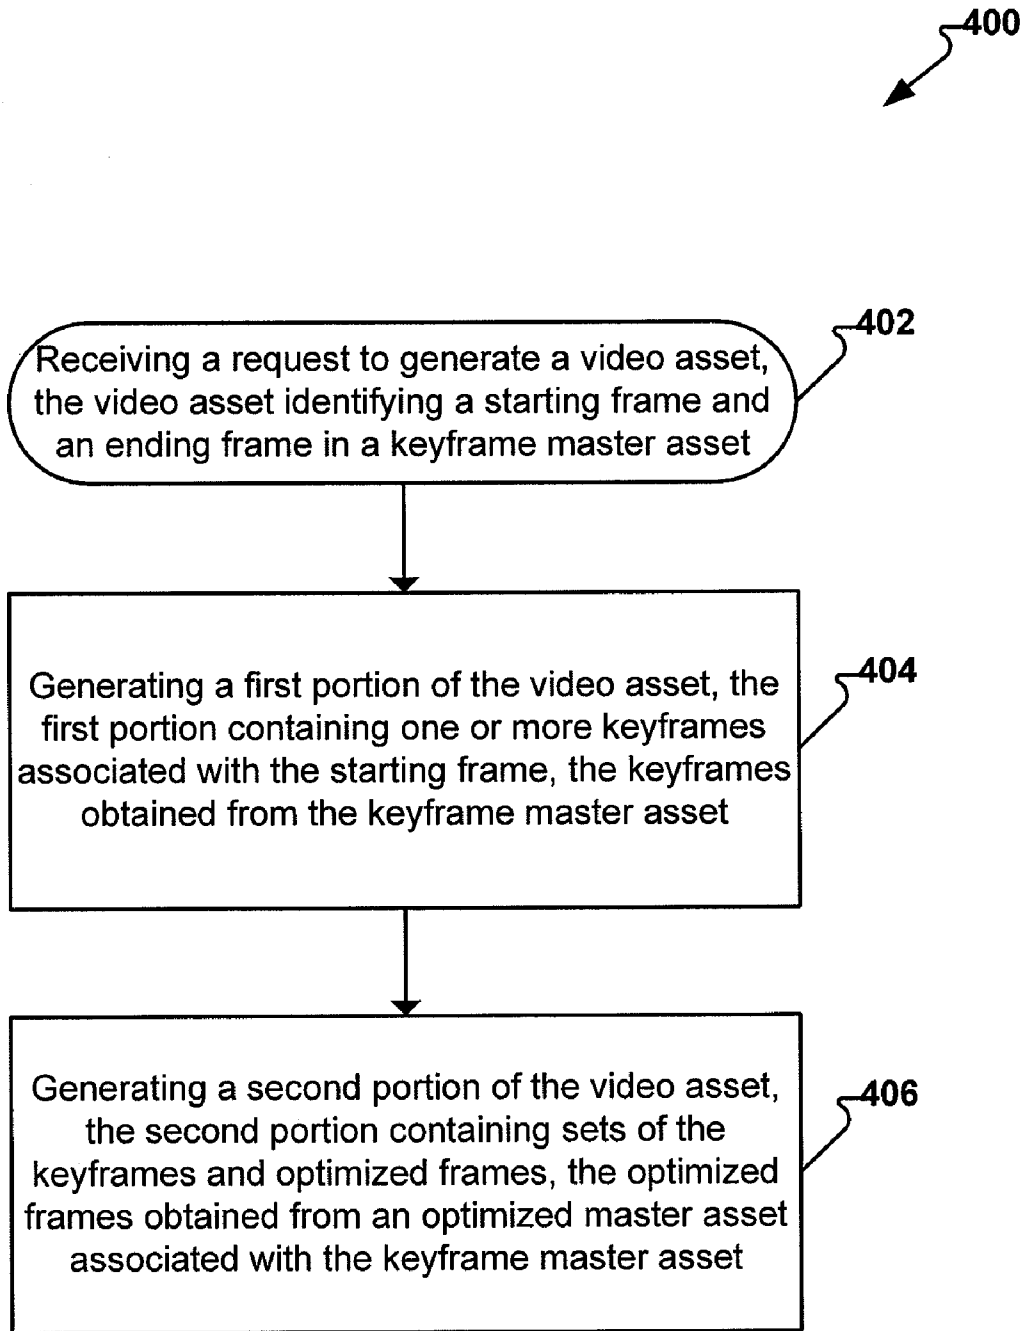 400
402
Receiving a request to generate a video asset,
the video asset identifying a starting frame and
an ending frame in a keyframe master asset
404
Generating a first portion of the video asset, the
first portion containing one or more keyframes
associated with the starting frame, the keyframes
obtained from the keyframe master asset
406
Generating a second portion of the video asset,
the second portion containing sets of the
keyframes and optimized frames, the optimized
frames obtained from an optimized master asset
associated with the keyframe master asset